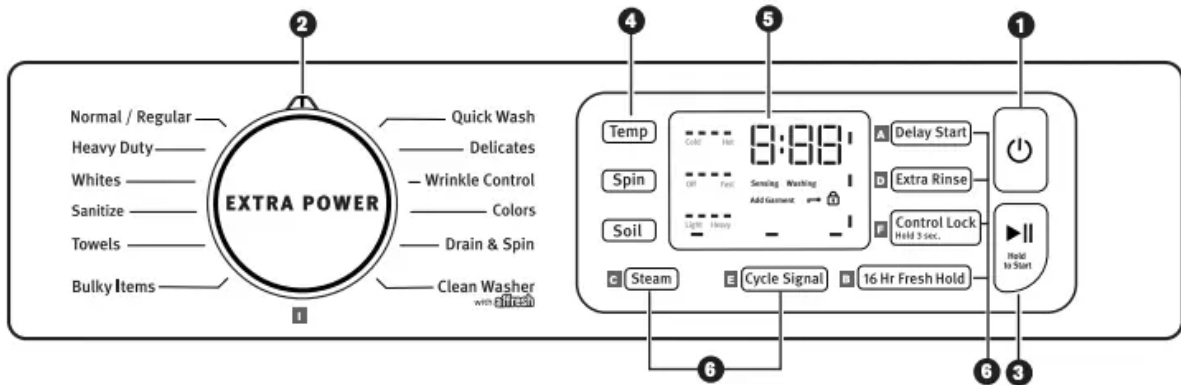 2
4
5
1
Normal / Regular
Heavy Duty
Whites
Sanitize
Towels
Bulky Items
EXTRA POWER
I
Quick Wash
Delicates
Wrinkle Control
Colors
Drain & Spin
Clean Washer
with affresh
Temp
Spin
Soil
Cold Hot
8:88
Off Fast
Sensing Washing
Add Garment
Light Heavy
A Delay Start
D Extra Rinse
F Control Lock
Hold 3 sec.
C Steam
E Cycle Signal
B 16 Hr Fresh Hold
Hold
to Start
6
6
3